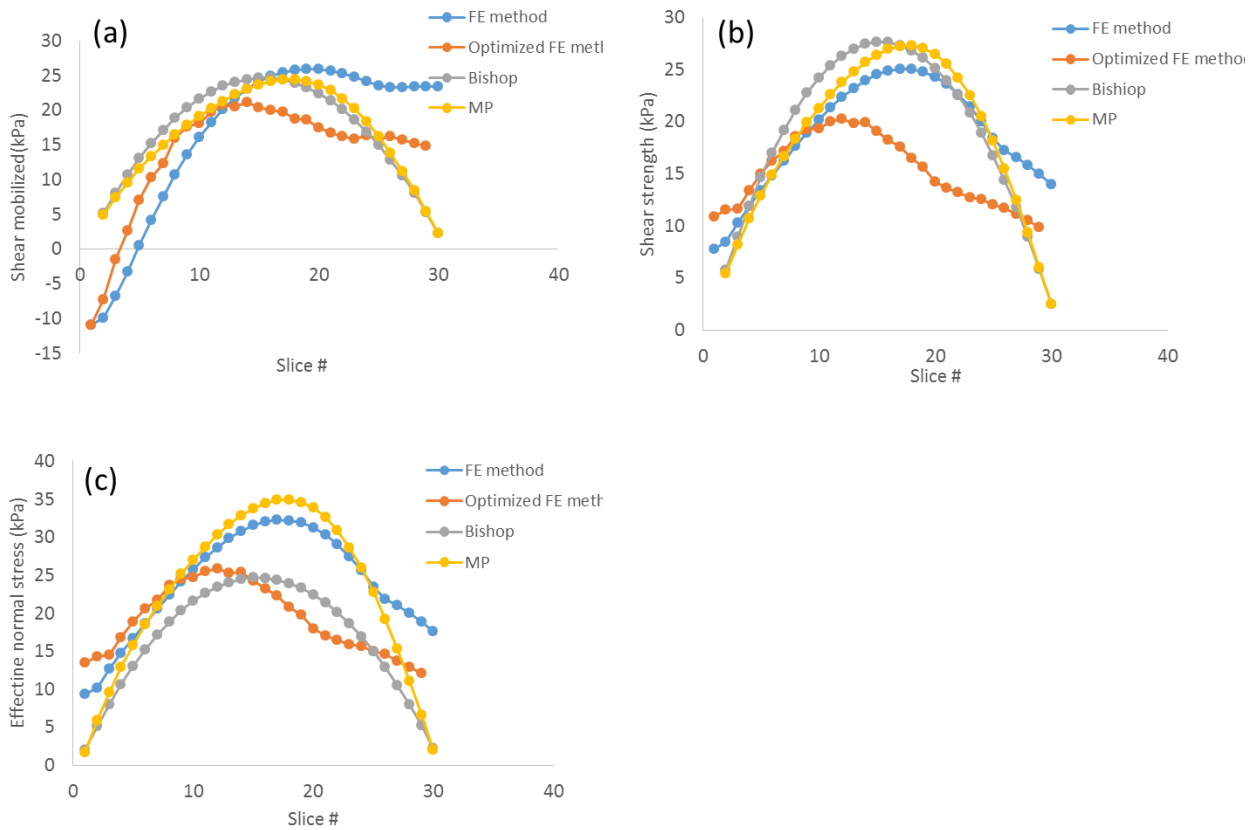 (a)
FE method
Optimized FE metl
Bishop
MP
Shear mobilized(kPa)
30
25
20
15
10
5
0
-5
-10
-15
0
10
20
30
40
Slice #
(b)
FE method
Optimized FE method
Bishiop
MP
Shear strength (kPa)
30
25
20
15
10
5
0
0
10
20
30
40
Slice #
(c)
FE method
Optimized FE meth
Bishop
MP
Effectine normal stress (kPa)
40
35
30
25
20
15
10
5
0
0
10
20
30
40
Slice #